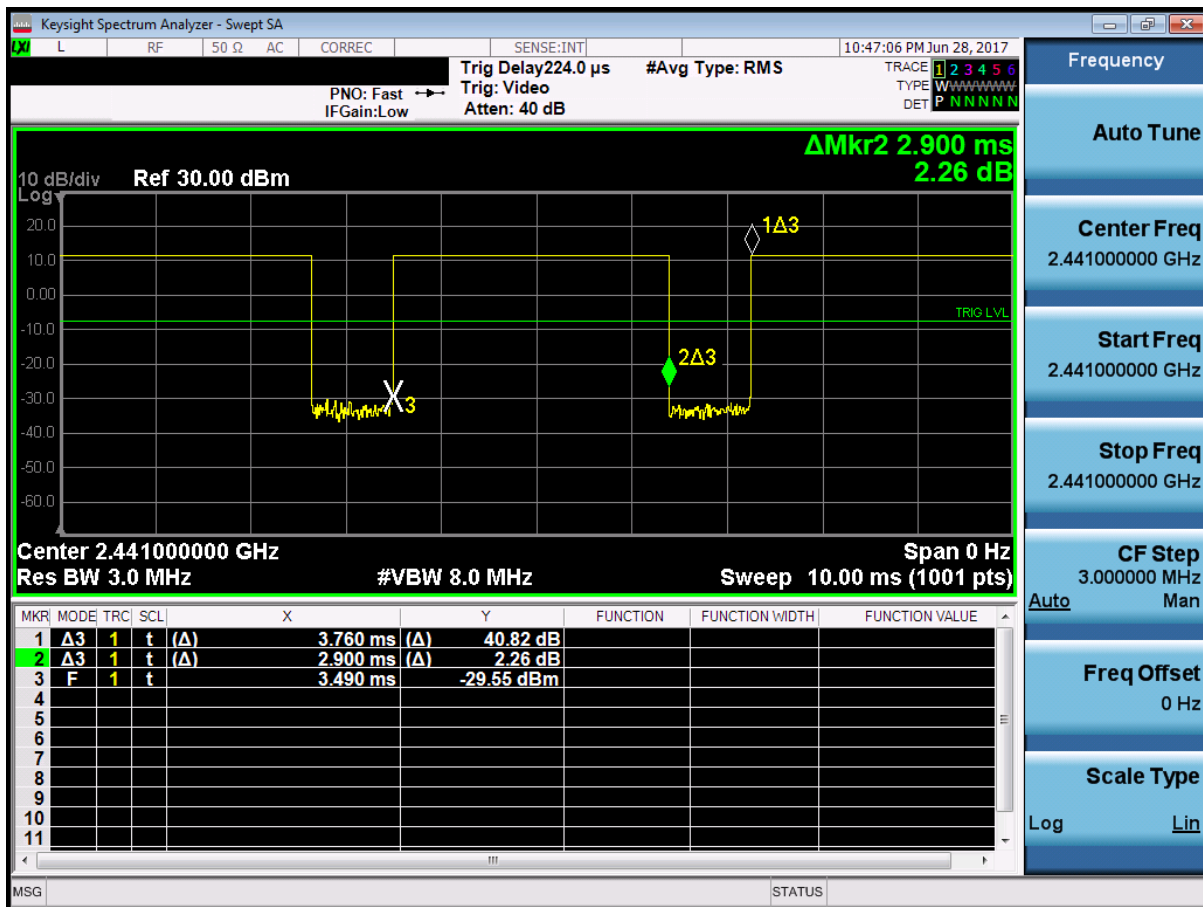 Keysight Spectrum Analyzer - Swept SA
LXI L RF 50 Ω AC CORREC SENSE:INT 10:47:06 PM Jun 28, 2017
Trig Delay224.0 µs #Avg Type: RMS TRACE 1 2 3 4 5 6
PNO: Fast Trig: Video TYPE WWWWWW
IFGain:Low Atten: 40 dB DET P N N N N N
ΔMkr2 2.900 ms
2.26 dB
10 dB/div Ref 30.00 dBm
Log
20.0
1Δ3
10.0
0.00
TRIG LVL
-10.0
-20.0
2Δ3
-30.0
3
-40.0
-50.0
-60.0
Center 2.441000000 GHz Span 0 Hz
Res BW 3.0 MHz #VBW 8.0 MHz Sweep 10.00 ms (1001 pts)
MKR MODE TRC SCL X Y FUNCTION FUNCTION WIDTH FUNCTION VALUE
1 Δ3 1 t (Δ) 3.760 ms (Δ) 40.82 dB
2 Δ3 1 t (Δ) 2.900 ms (Δ) 2.26 dB
3 F 1 t 3.490 ms -29.55 dBm
4
5
6
7
8
9
10
11
MSG STATUS
Frequency
Auto Tune
Center Freq
2.441000000 GHz
Start Freq
2.441000000 GHz
Stop Freq
2.441000000 GHz
CF Step
3.000000 MHz
Auto Man
Freq Offset
0 Hz
Scale Type
Log Lin